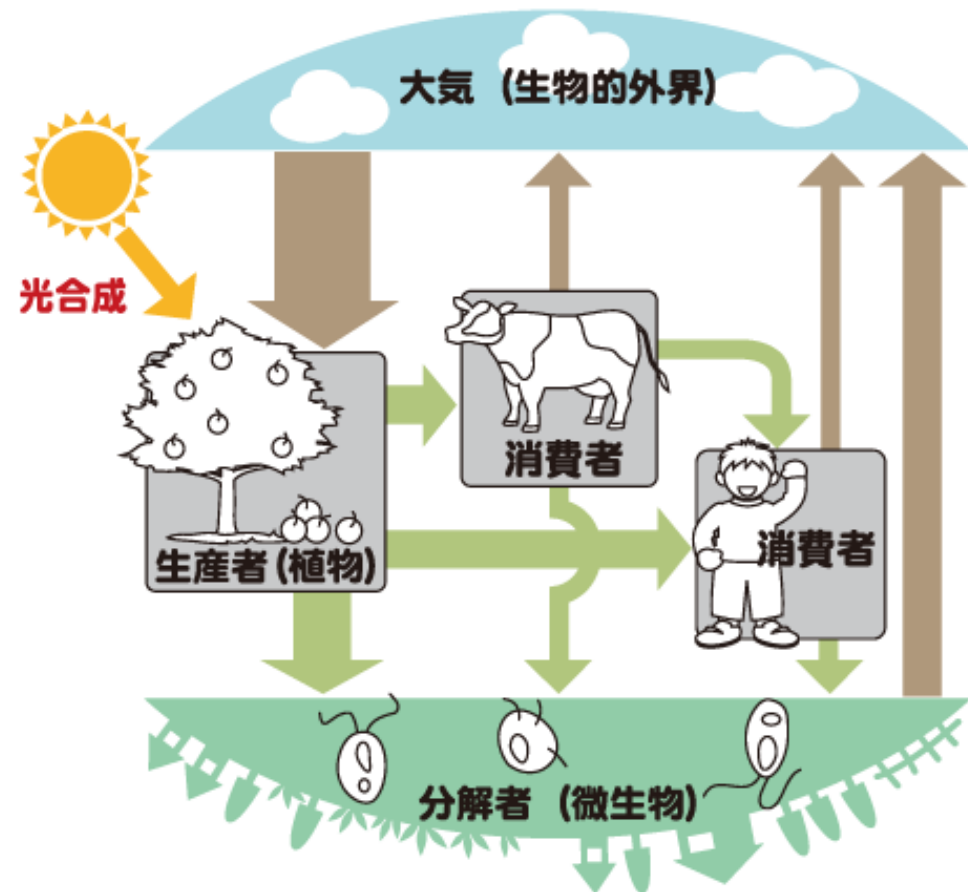 大気 (生物的外界)
光合成
消費者
消費者
生産者(植物)
分解者 (微生物)